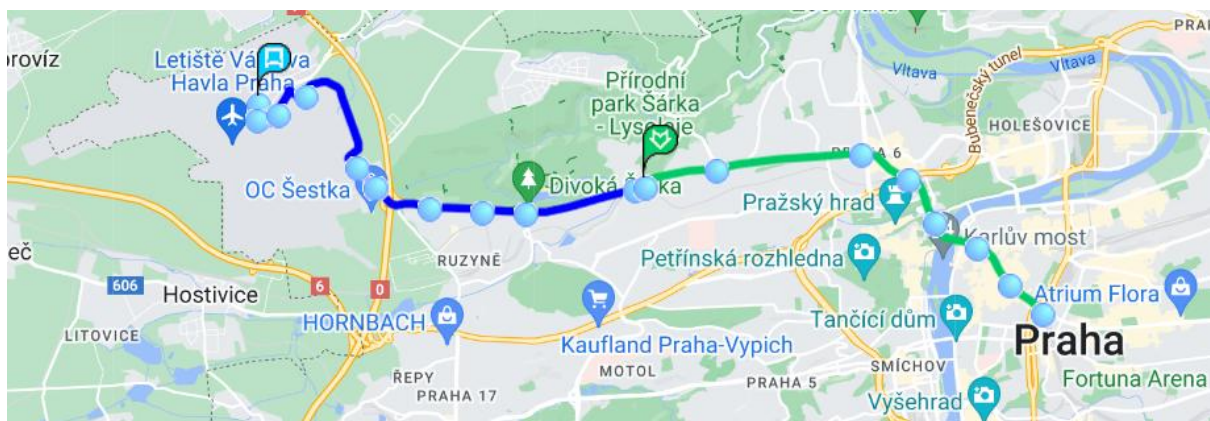 orovíz
Letiště Václava
Havla Praha
Přírodní
park Šárka
- Lysolaje
Vltava
Bubenečský tunel
Vltava
HOLEŠOVICE
PRAHA 6
OC Šestka
Divoká Šárka
Pražský hrad
Karlův most
eč
RUZYNĚ
Petřínská rozhledna
606
Hostivice
6
0
HORNBACH
Atrium Flora
LITOVICE
Kaufland Praha-Vypich
Tančící dům
Praha
MOTOL
SMÍCHOV
ŘEPY
PRAHA 17
PRAHA 5
Fortuna Arena
Vyšehrad